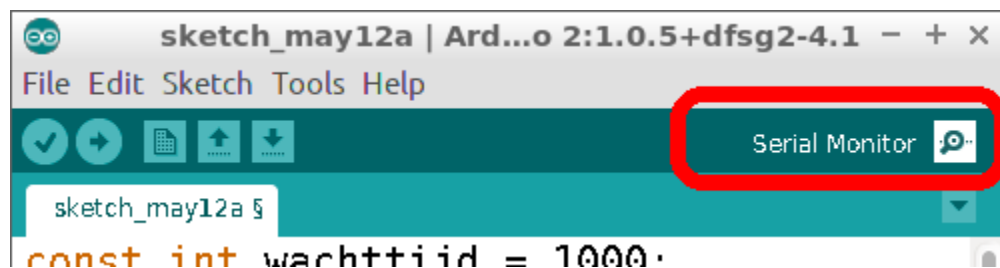 sketch_may12a | Ard...o 2:1.0.5+dfsg2-4.1
File Edit Sketch Tools Help
Serial Monitor
sketch_may12a §
const int wachttijd = 1000;